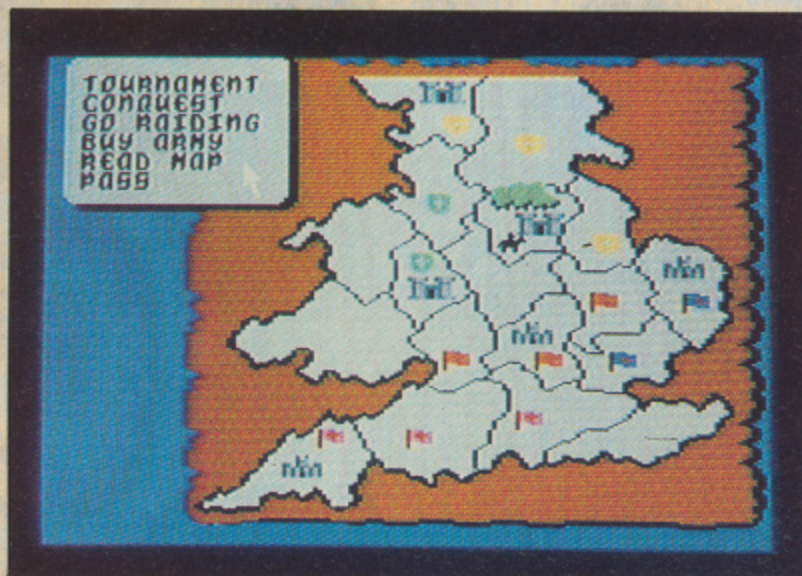 TOURNAMENT
CONQUEST
GO RAIDING
BUY ARMY
READ MAP
PASS